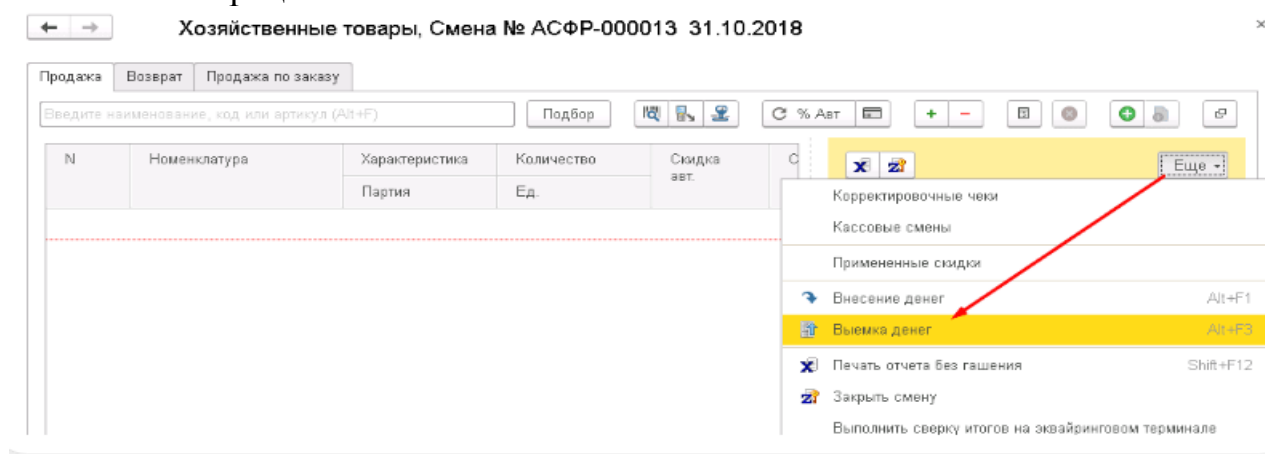 Хозяйственные товары, Смена № АСФР-000013 31.10.2018
Продажа Возврат Продажа по заказу
Введите наименование, код или артикул (Alt+F) Подбор % Авт
N Номенклатура Характеристика Количество Скидка авт. С
Партия Ед.
Еще
Корректировочные чеки
Кассовые смены
Примененные скидки
Внесение денег Alt+F1
Выемка денег Alt+F3
Печать отчета без гашения Shift+F12
Закрыть смену
Выполнить сверку итогов на эквайринговом терминале